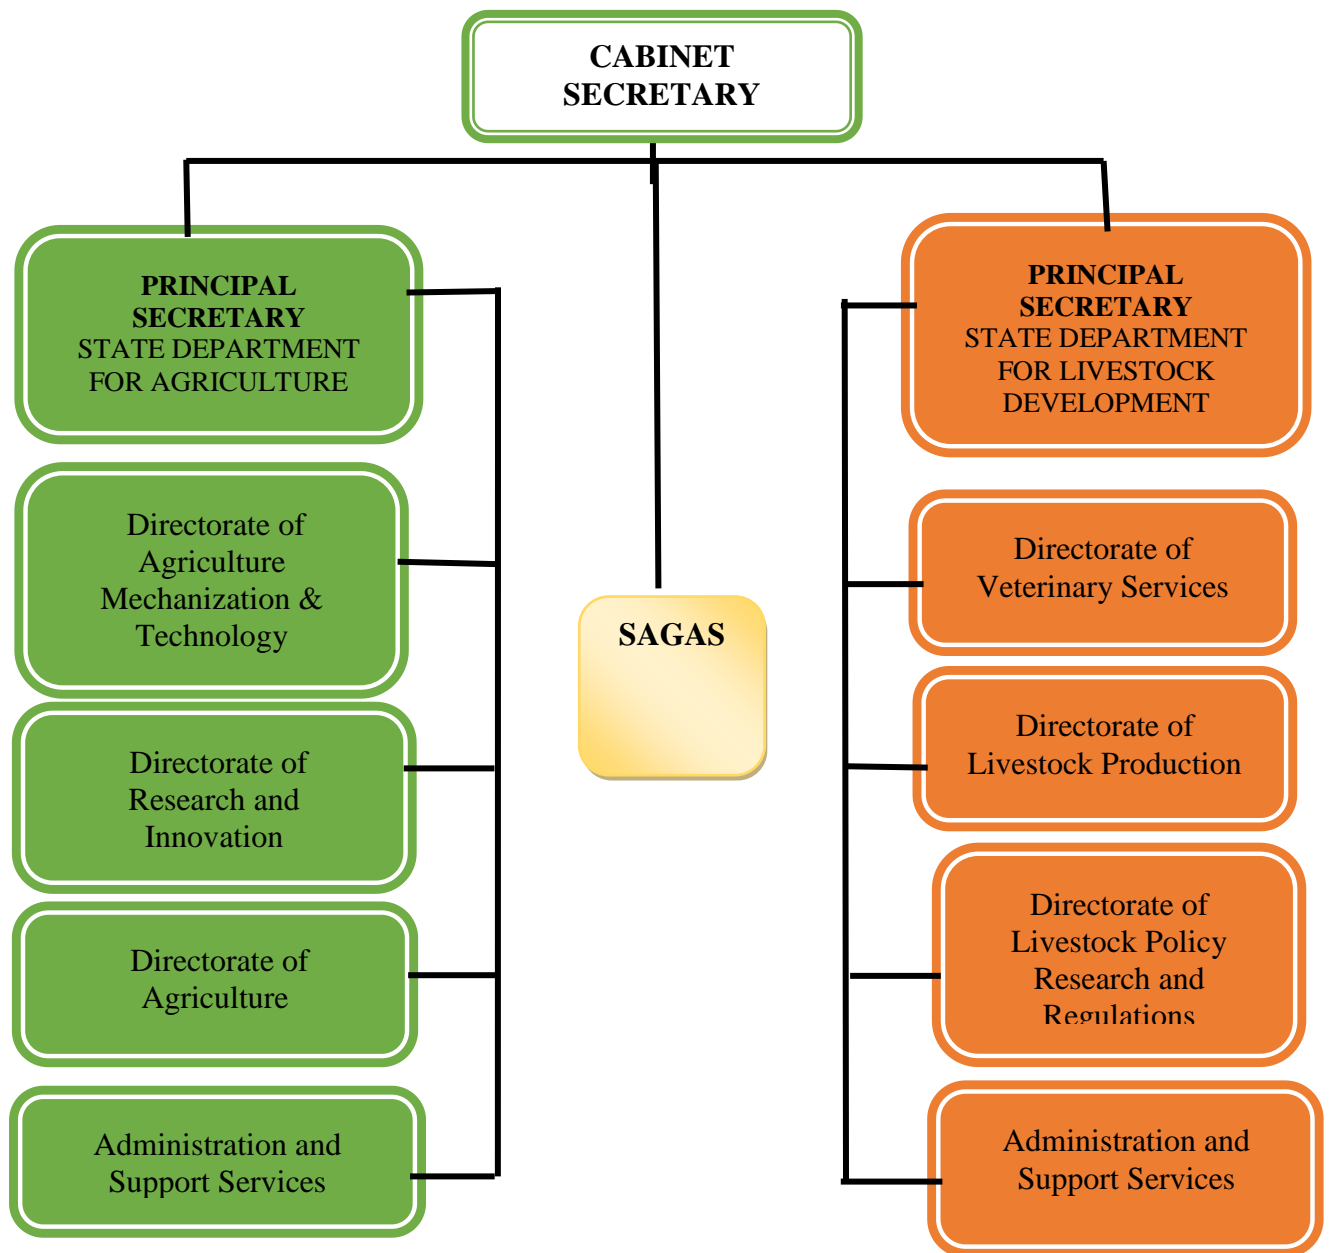 CABINET
SECRETARY
PRINCIPAL
SECRETARY
STATE DEPARTMENT
FOR AGRICULTURE
Directorate of
Agriculture
Mechanization &
Technology
Directorate of
Research and
Innovation
Directorate of
Agriculture
Administration and
Support Services
SAGAS
PRINCIPAL
SECRETARY
STATE DEPARTMENT
FOR LIVESTOCK
DEVELOPMENT
Directorate of
Veterinary Services
Directorate of
Livestock Production
Directorate of
Livestock Policy
Research and
Regulations
Administration and
Support Services